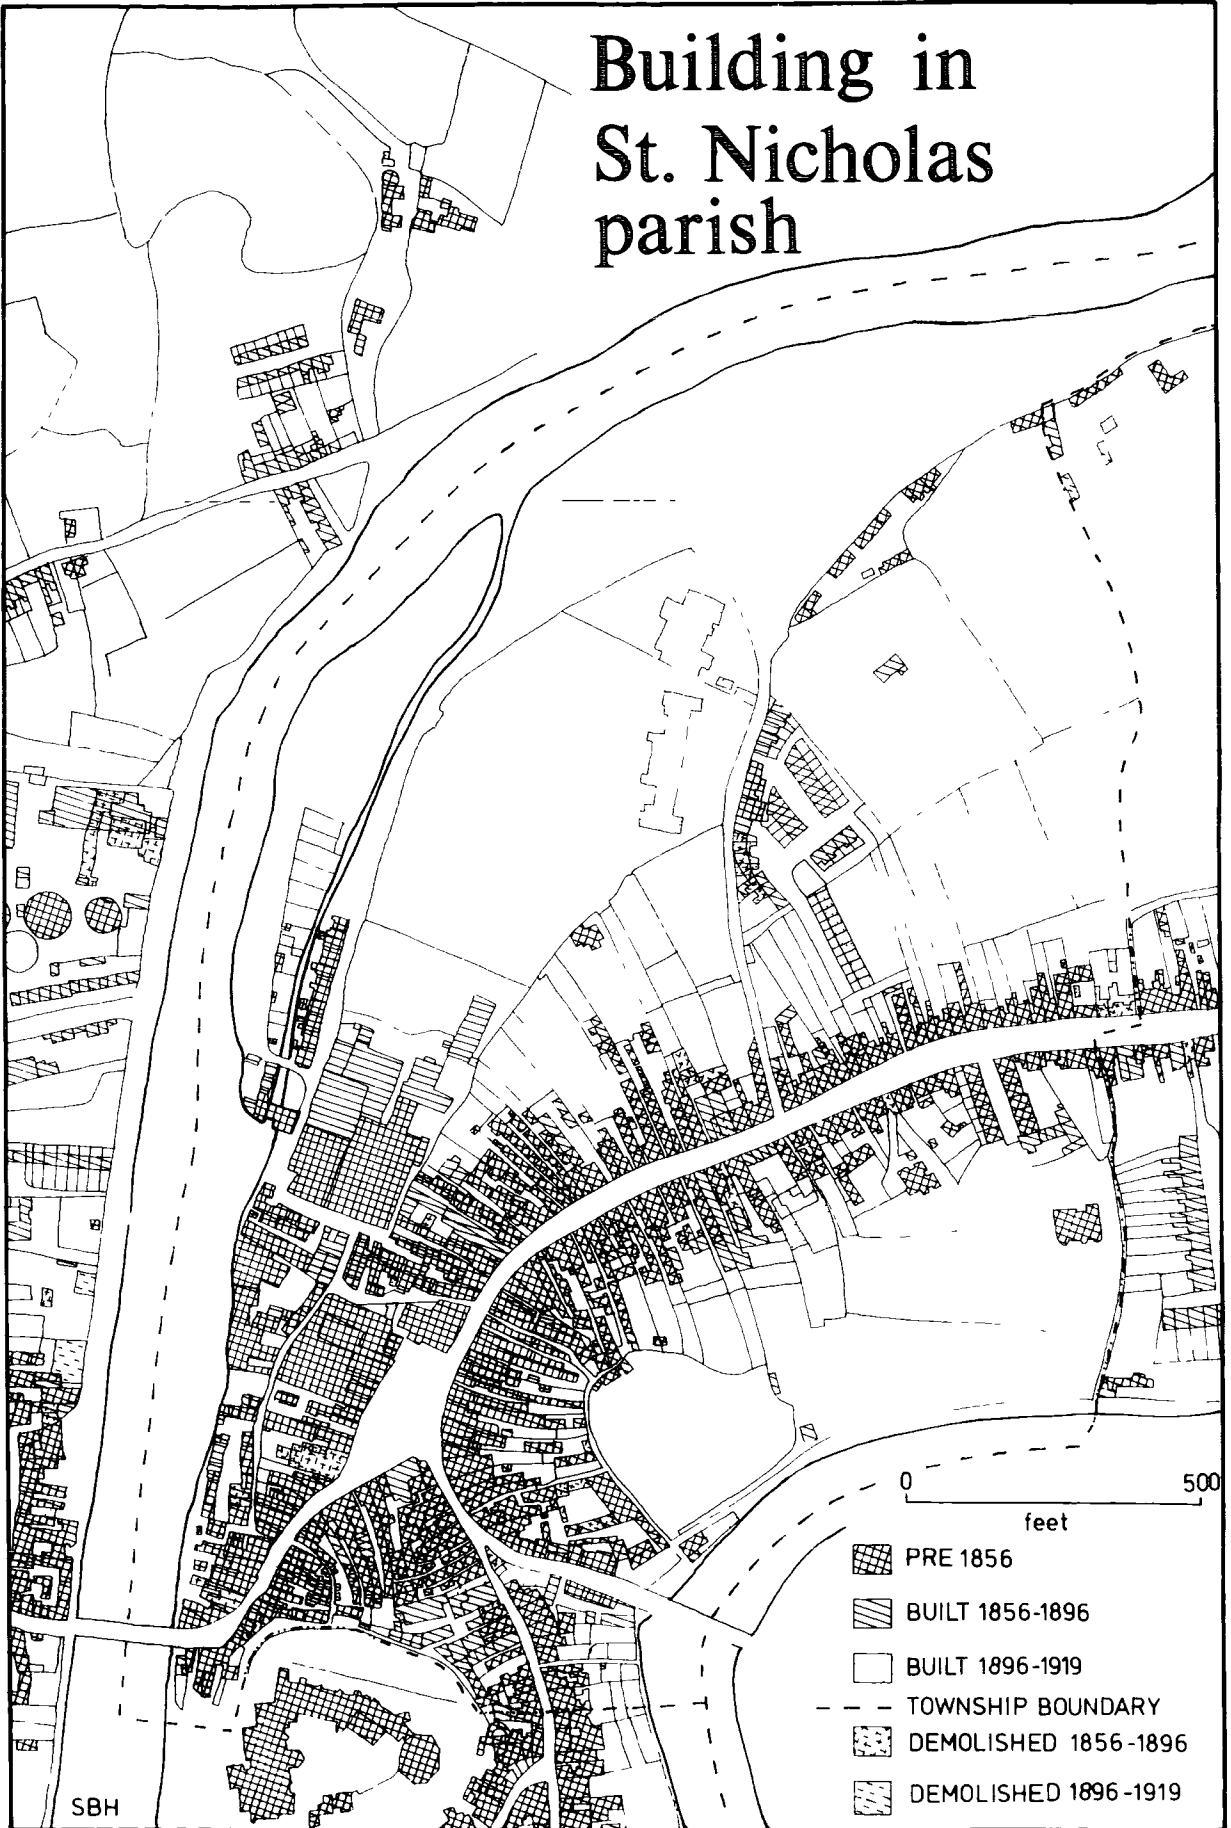 Building in
St. Nicholas
parish
0 500
feet
PRE 1856
BUILT 1856-1896
BUILT 1896-1919
TOWNSHIP BOUNDARY
DEMOLISHED 1856-1896
DEMOLISHED 1896-1919
SBH